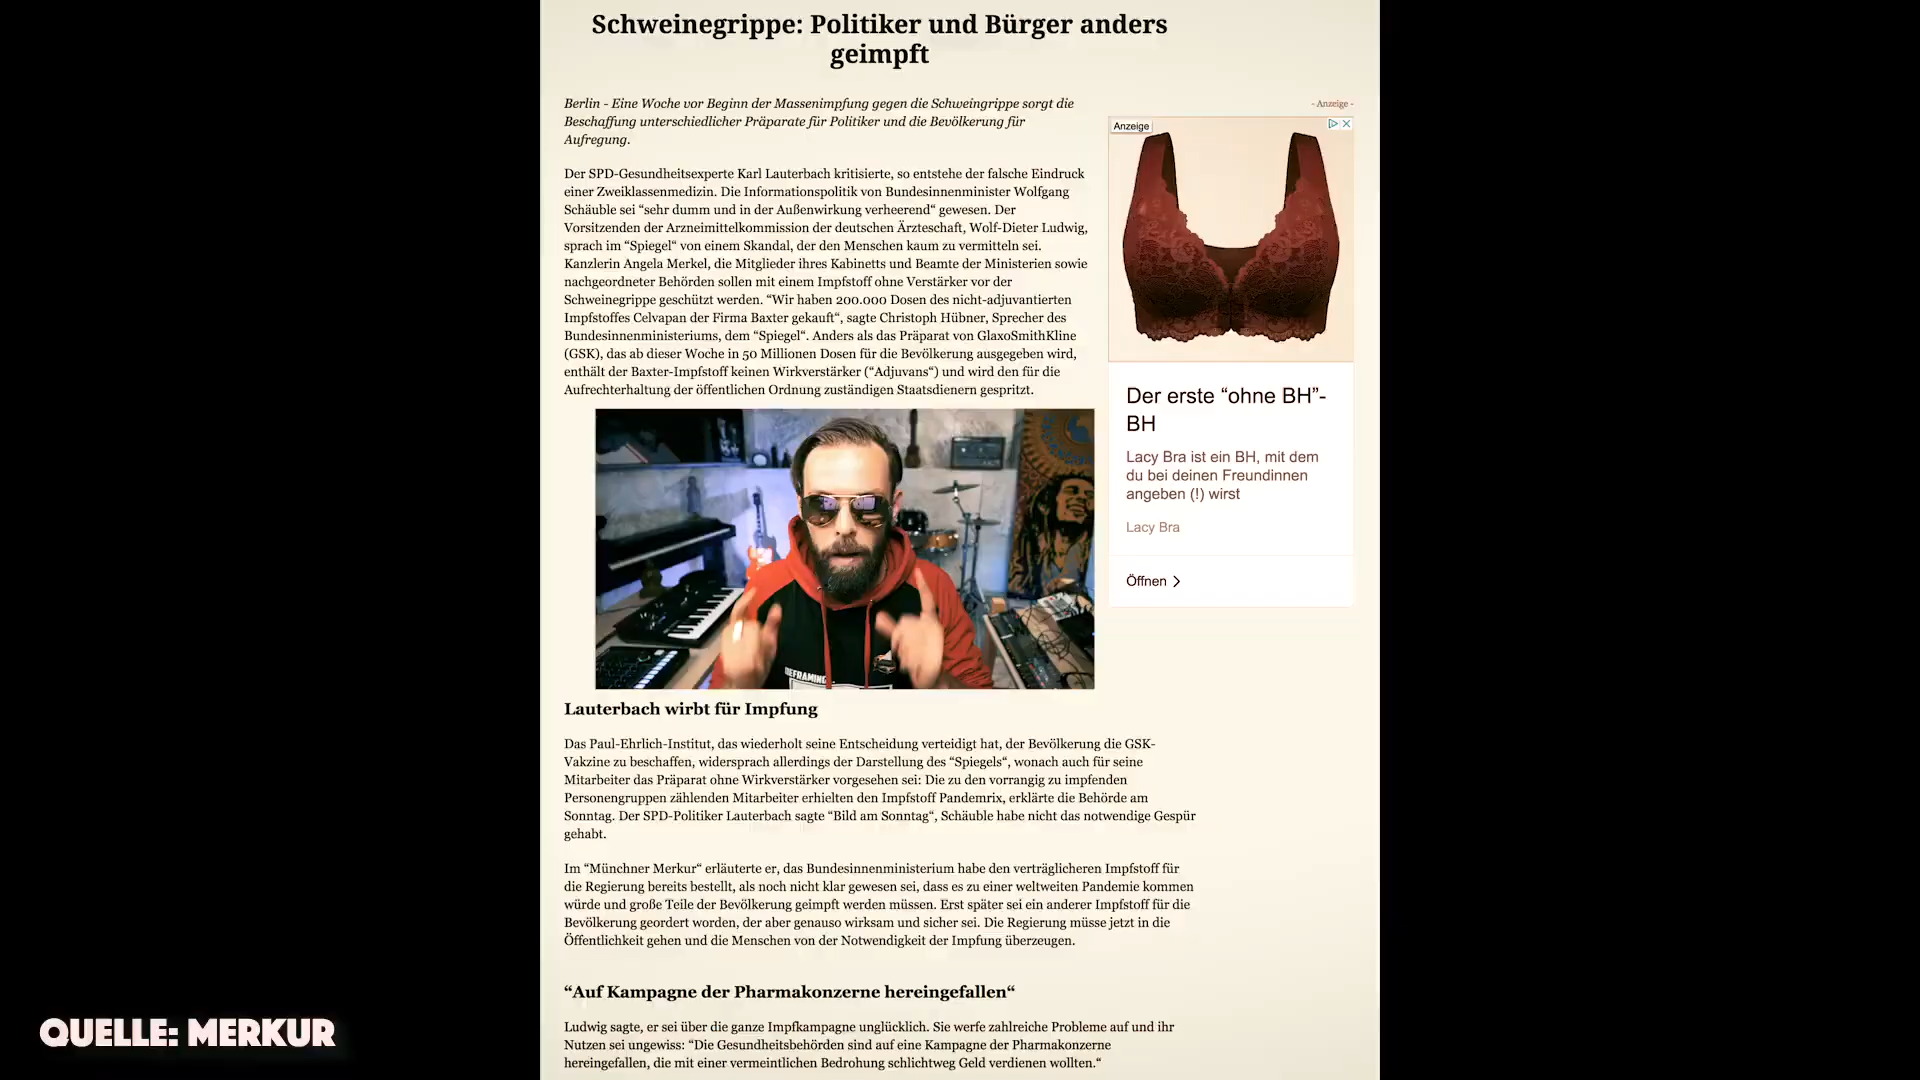 Schweinegrippe: Politiker und Bürger anders
geimpft
Berlin - Eine Woche vor Beginn der Massenimpfung gegen die Schweingrippe sorgt die
Beschaffung unterschiedlicher Präparate für Politiker und die Bevölkerung für
Aufregung.
Der SPD-Gesundheitsexperte Karl Lauterbach kritisierte, so entstehe der falsche Eindruck
einer Zweiklassenmedizin. Die Informationspolitik von Bundesinnenminister Wolfgang
Schäuble sei “sehr dumm und in der Außenwirkung verheerend“ gewesen. Der
Vorsitzenden der Arzneimittelkommission der deutschen Ärzteschaft, Wolf-Dieter Ludwig,
sprach im “Spiegel“ von einem Skandal, der den Menschen kaum zu vermitteln sei.
Kanzlerin Angela Merkel, die Mitglieder ihres Kabinetts und Beamte der Ministerien sowie
nachgeordneter Behörden sollen mit einem Impfstoff ohne Verstärker vor der
Schweinegrippe geschützt werden. “Wir haben 200.000 Dosen des nicht-adjuvantierten
Impfstoffes Celvapan der Firma Baxter gekauft“, sagte Christoph Hübner, Sprecher des
Bundesinnenministeriums, dem “Spiegel“. Anders als das Präparat von GlaxoSmithKline
(GSK), das ab dieser Woche in 50 Millionen Dosen für die Bevölkerung ausgegeben wird,
enthält der Baxter-Impfstoff keinen Wirkverstärker (“Adjuvans“) und wird den für die
Aufrechterhaltung der öffentlichen Ordnung zuständigen Staatsdienern gespritzt.
- Anzeige -
Anzeige
Der erste “ohne BH”-
BH
Lacy Bra ist ein BH, mit dem
du bei deinen Freundinnen
angeben (!) wirst
Lacy Bra
Öffnen
Lauterbach wirbt für Impfung
Das Paul-Ehrlich-Institut, das wiederholt seine Entscheidung verteidigt hat, der Bevölkerung die GSK-
Vakzine zu beschaffen, widersprach allerdings der Darstellung des “Spiegels“, wonach auch für seine
Mitarbeiter das Präparat ohne Wirkverstärker vorgesehen sei: Die zu den vorrangig zu impfenden
Personengruppen zählenden Mitarbeiter erhielten den Impfstoff Pandemrix, erklärte die Behörde am
Sonntag. Der SPD-Politiker Lauterbach sagte “Bild am Sonntag“, Schäuble habe nicht das notwendige Gespür
gehabt.
Im “Münchner Merkur“ erläuterte er, das Bundesinnenministerium habe den verträglicheren Impfstoff für
die Regierung bereits bestellt, als noch nicht klar gewesen sei, dass es zu einer weltweiten Pandemie kommen
würde und große Teile der Bevölkerung geimpft werden müssen. Erst später sei ein anderer Impfstoff für die
Bevölkerung geordert worden, der aber genauso wirksam und sicher sei. Die Regierung müsse jetzt in die
Öffentlichkeit gehen und die Menschen von der Notwendigkeit der Impfung überzeugen.
“Auf Kampagne der Pharmakonzerne hereingefallen“
Ludwig sagte, er sei über die ganze Impfkampagne unglücklich. Sie werfe zahlreiche Probleme auf und ihr
Nutzen sei ungewiss: “Die Gesundheitsbehörden sind auf eine Kampagne der Pharmakonzerne
hereingefallen, die mit einer vermeintlichen Bedrohung schlichtweg Geld verdienen wollten.“
QUELLE: MERKUR